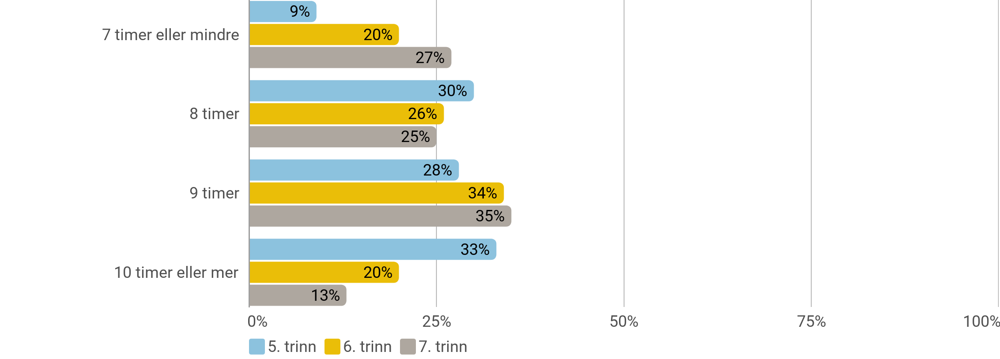 9%
7 timer eller mindre 20%
27%
30%
8 timer 26%
25%
28%
9 timer 34%
35%
33%
10 timer eller mer 20%
13%
0% 25% 50% 75% 100%
5. trinn 6. trinn 7. trinn